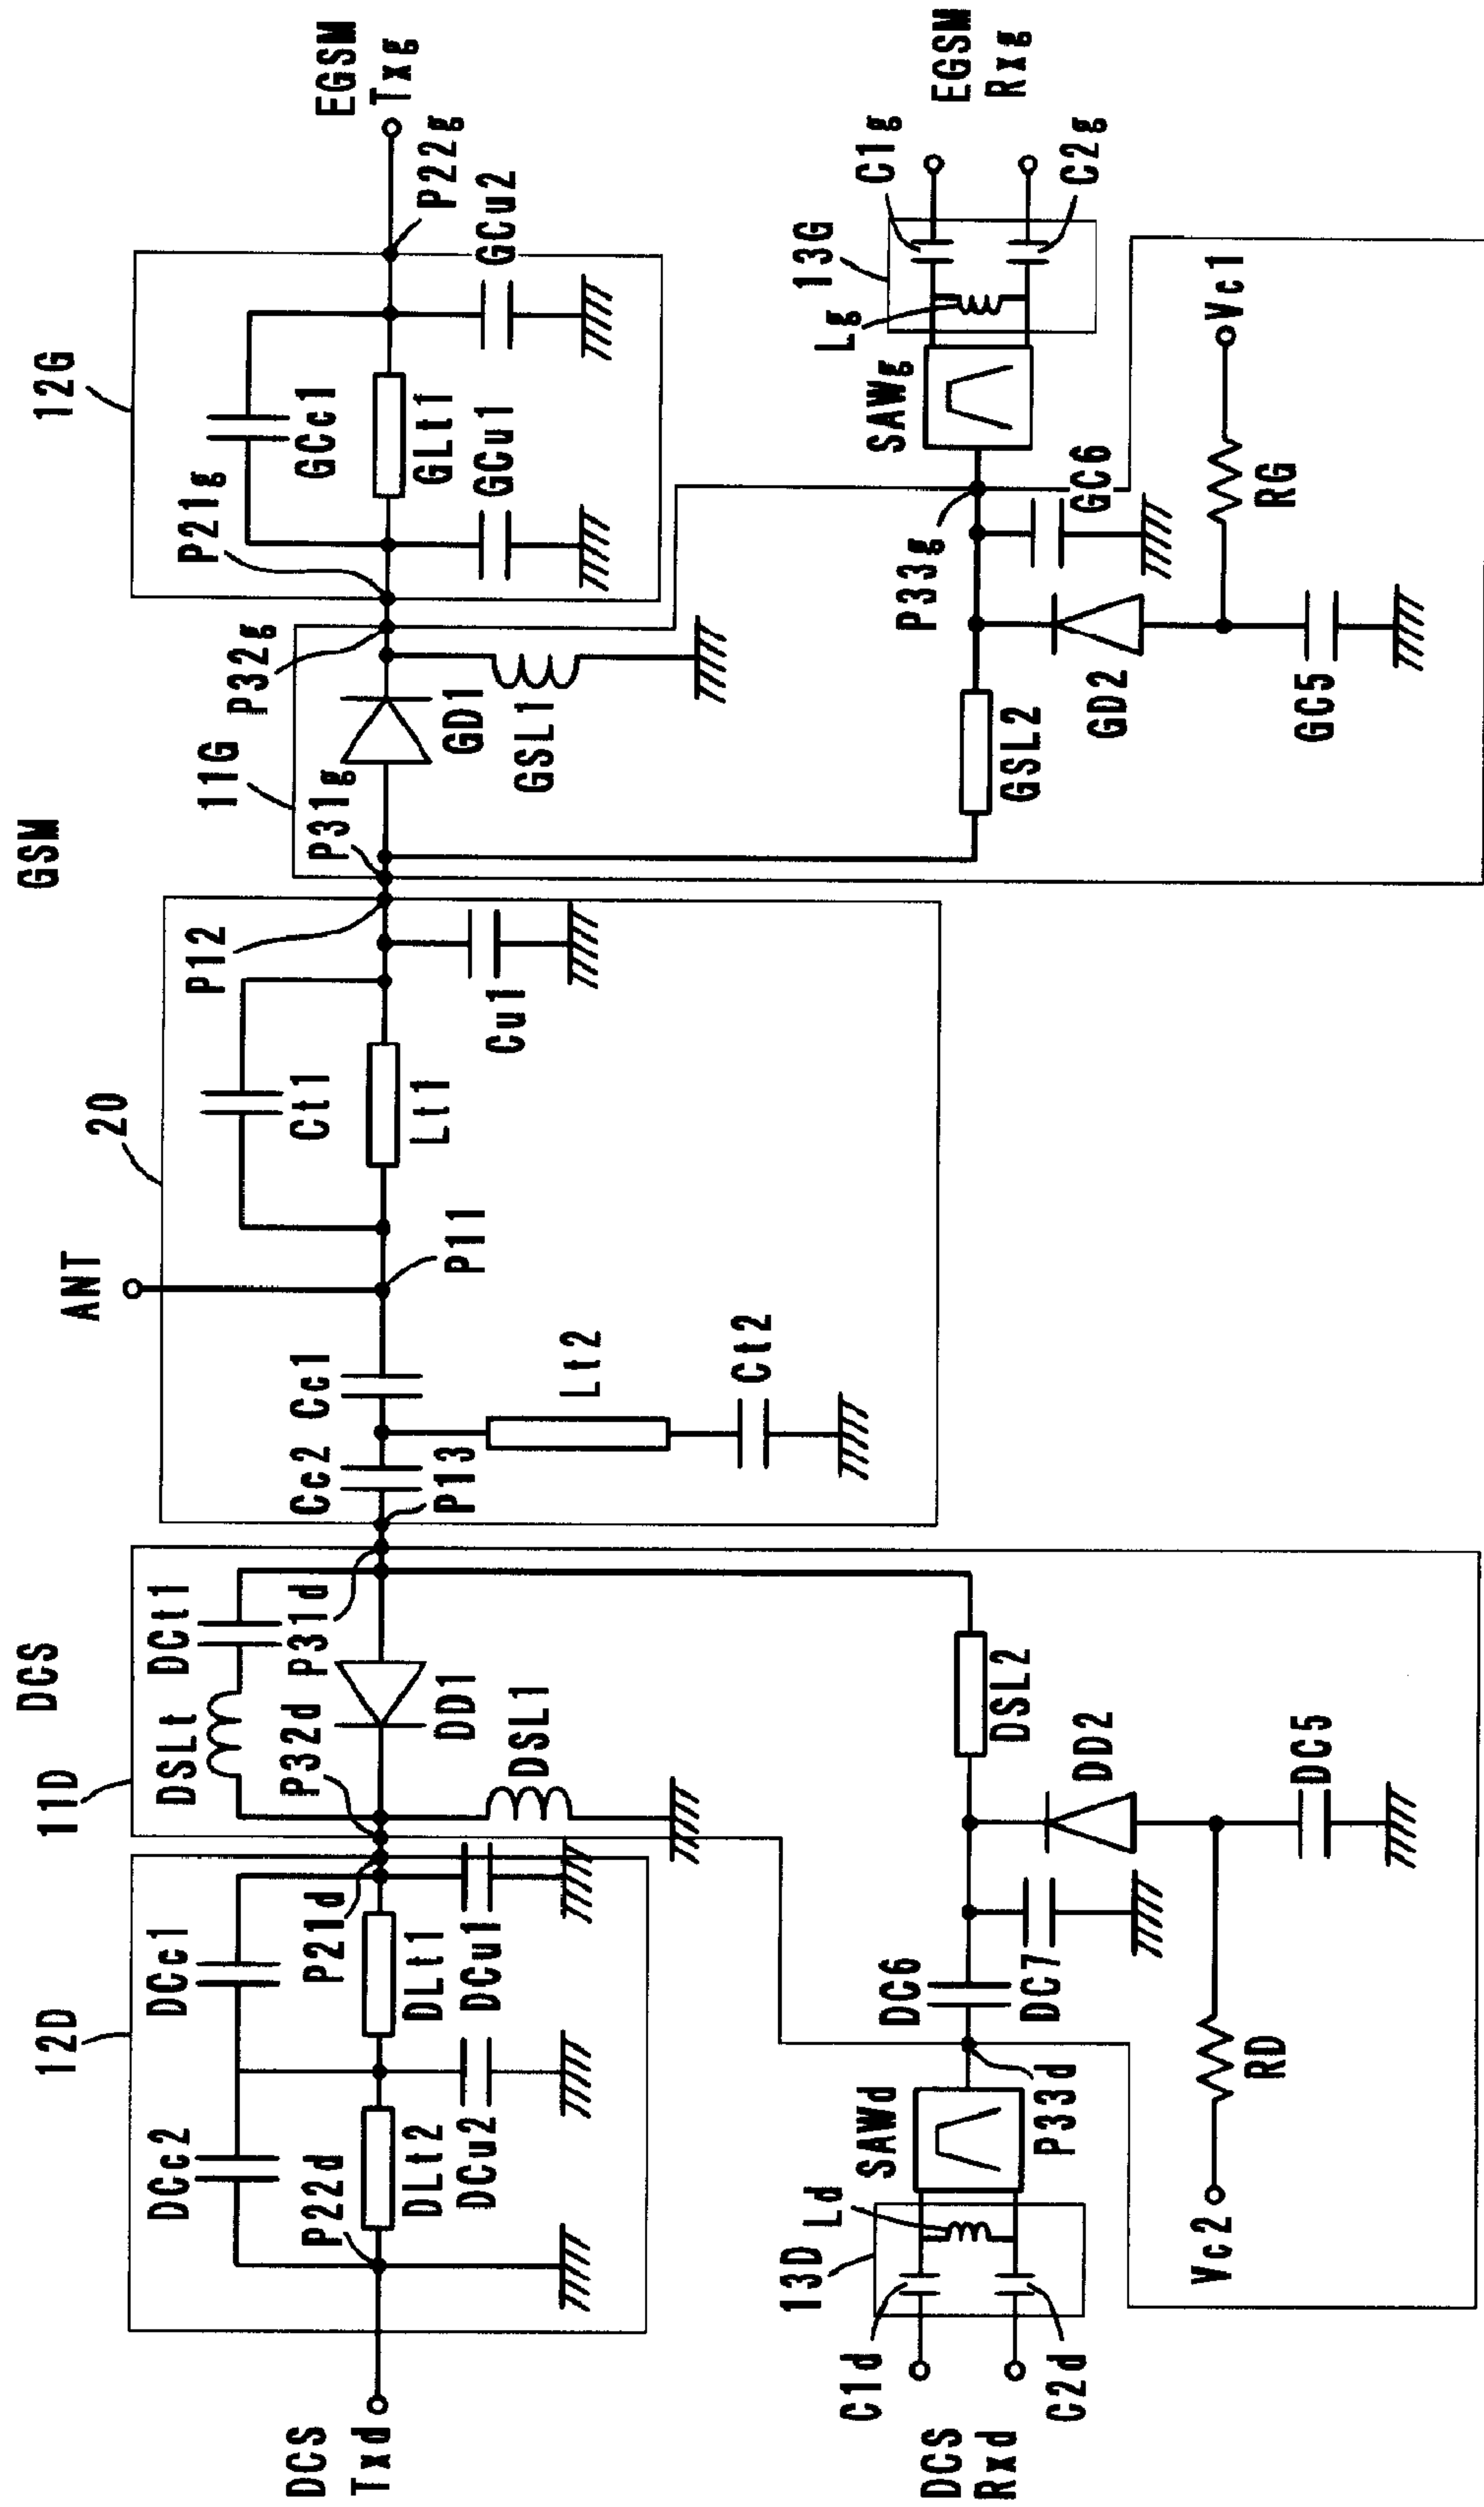 GSM
DCS
ANT
20
11G
12G
11D
12D
EGSM
Txg
P22g
GCc1
GLt1
GCu1
GCu2
P21g
P32g
P31g
GD1
GSL1
P12
Ct1
Lt1
Cu1
P11
Cc1
Cc2
P13
Lt2
Ct2
DCt1
DSLt
P31d
P32d
DD1
DSL1
DCc1
DCc2
P21d
P22d
DLt1
DLt2
DCu1
DCu2
DCS
Txd
EGSM
Rxg
C1g
C2g
13G
Lg
SAWg
P33g
GC6
GSL2
GD2
GC5
RG
Vc1
DSL2
DD2
DC5
DC6
DC7
P33d
SAWd
Ld
13D
C1d
C2d
RD
Vc2
DCS
Rxd